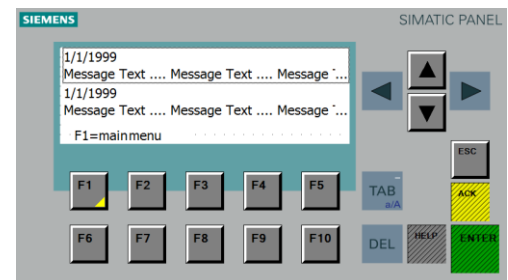 SIEMENS SIMATIC PANEL
1/1/1999
Message Text .... Message Text .... Message T...
1/1/1999
Message Text .... Message Text .... Message T...
F1=mainmenu
ESC
F1 F2 F3 F4 F5 TAB ACK
a/A
F6 F7 F8 F9 F10 DEL HELP ENTER